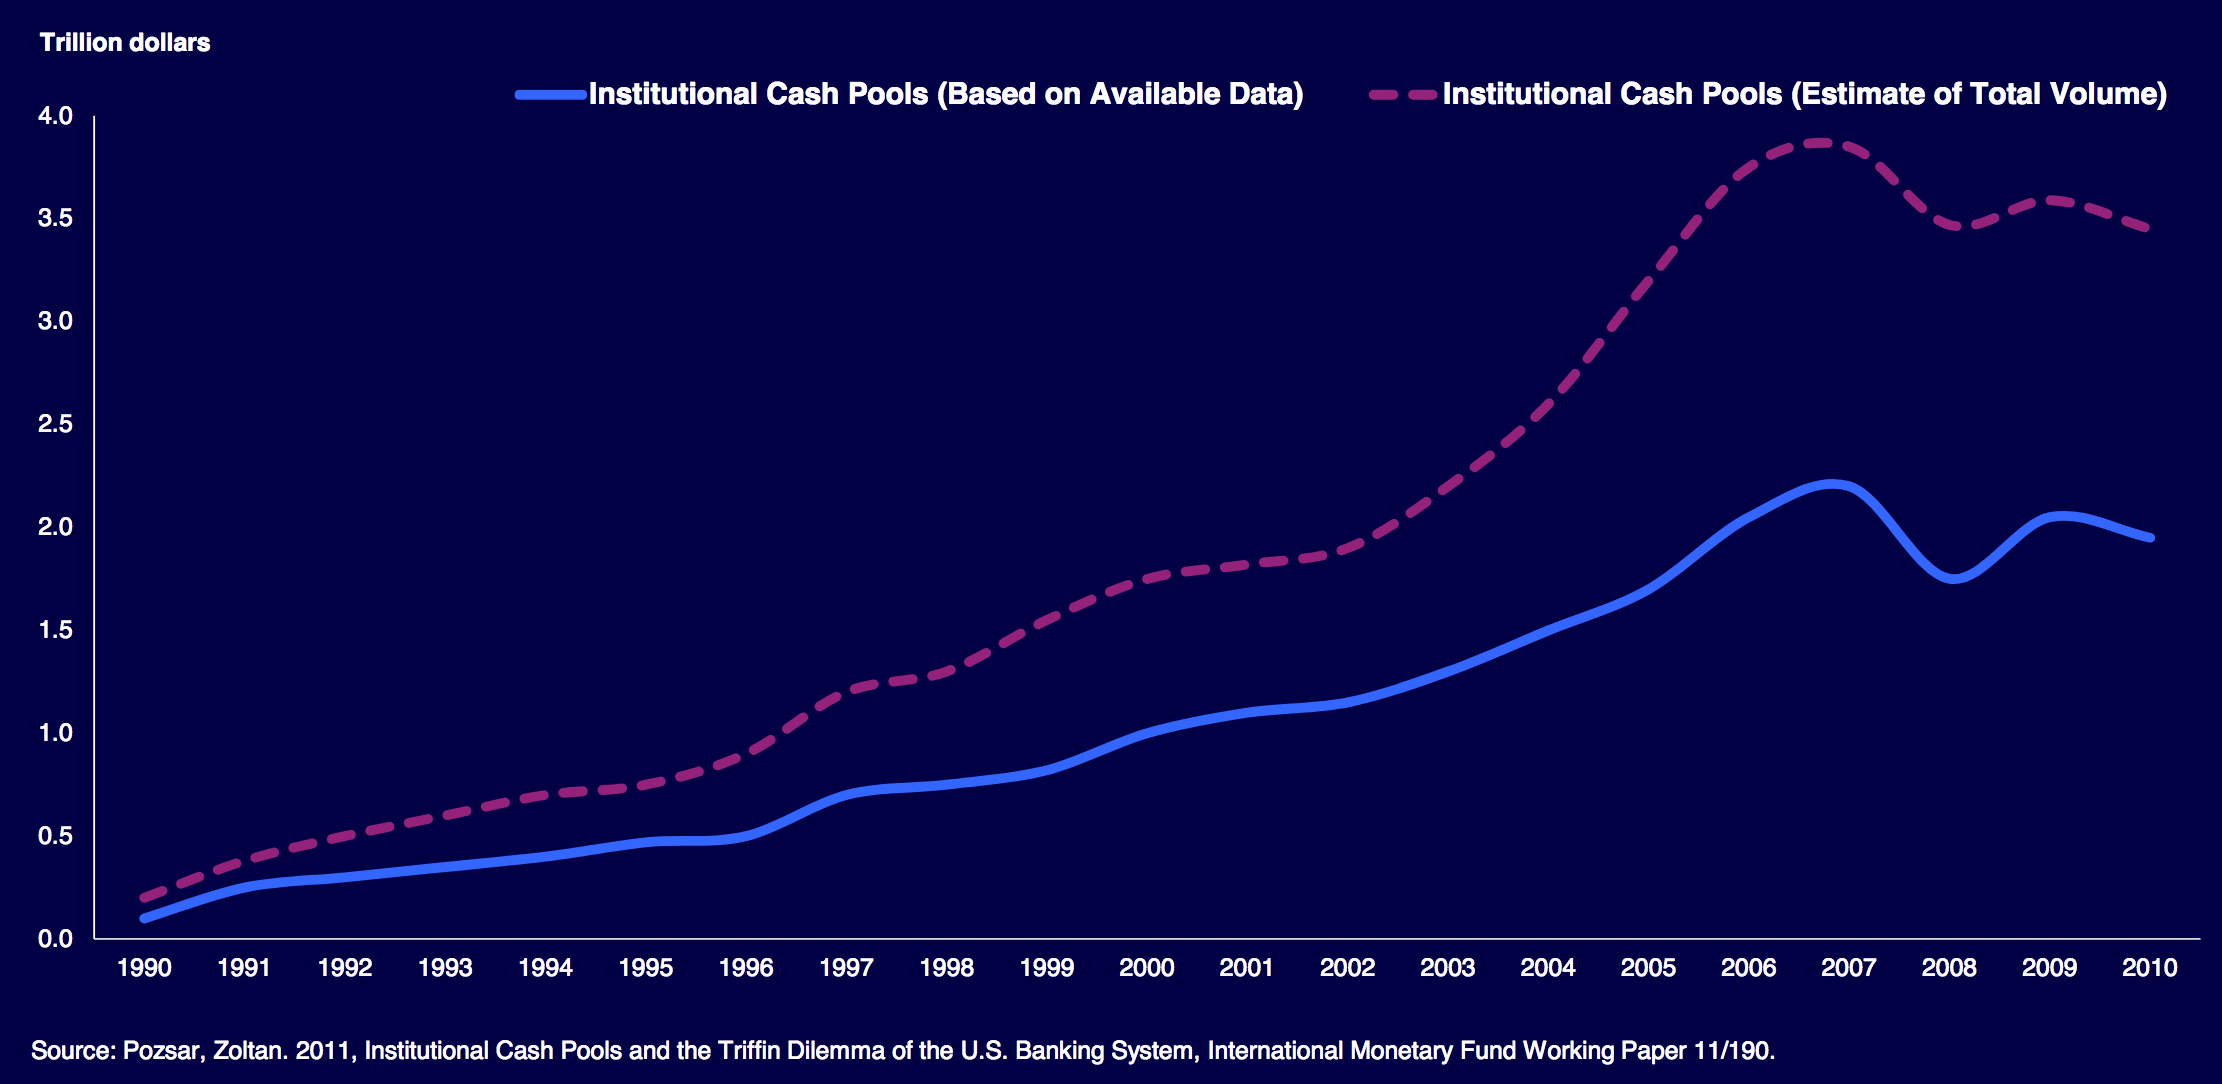 Trillion dollars
Institutional Cash Pools (Based on Available Data)
Institutional Cash Pools (Estimate of Total Volume)
4.0
3.5
3.0
2.5
2.0
1.5
1.0
0.5
0.0
1990 1991 1992 1993 1994 1995 1996 1997 1998 1999 2000 2001 2002 2003 2004 2005 2006 2007 2008 2009 2010
Source: Pozsar, Zoltan. 2011, Institutional Cash Pools and the Triffin Dilemma of the U.S. Banking System, International Monetary Fund Working Paper 11/190.